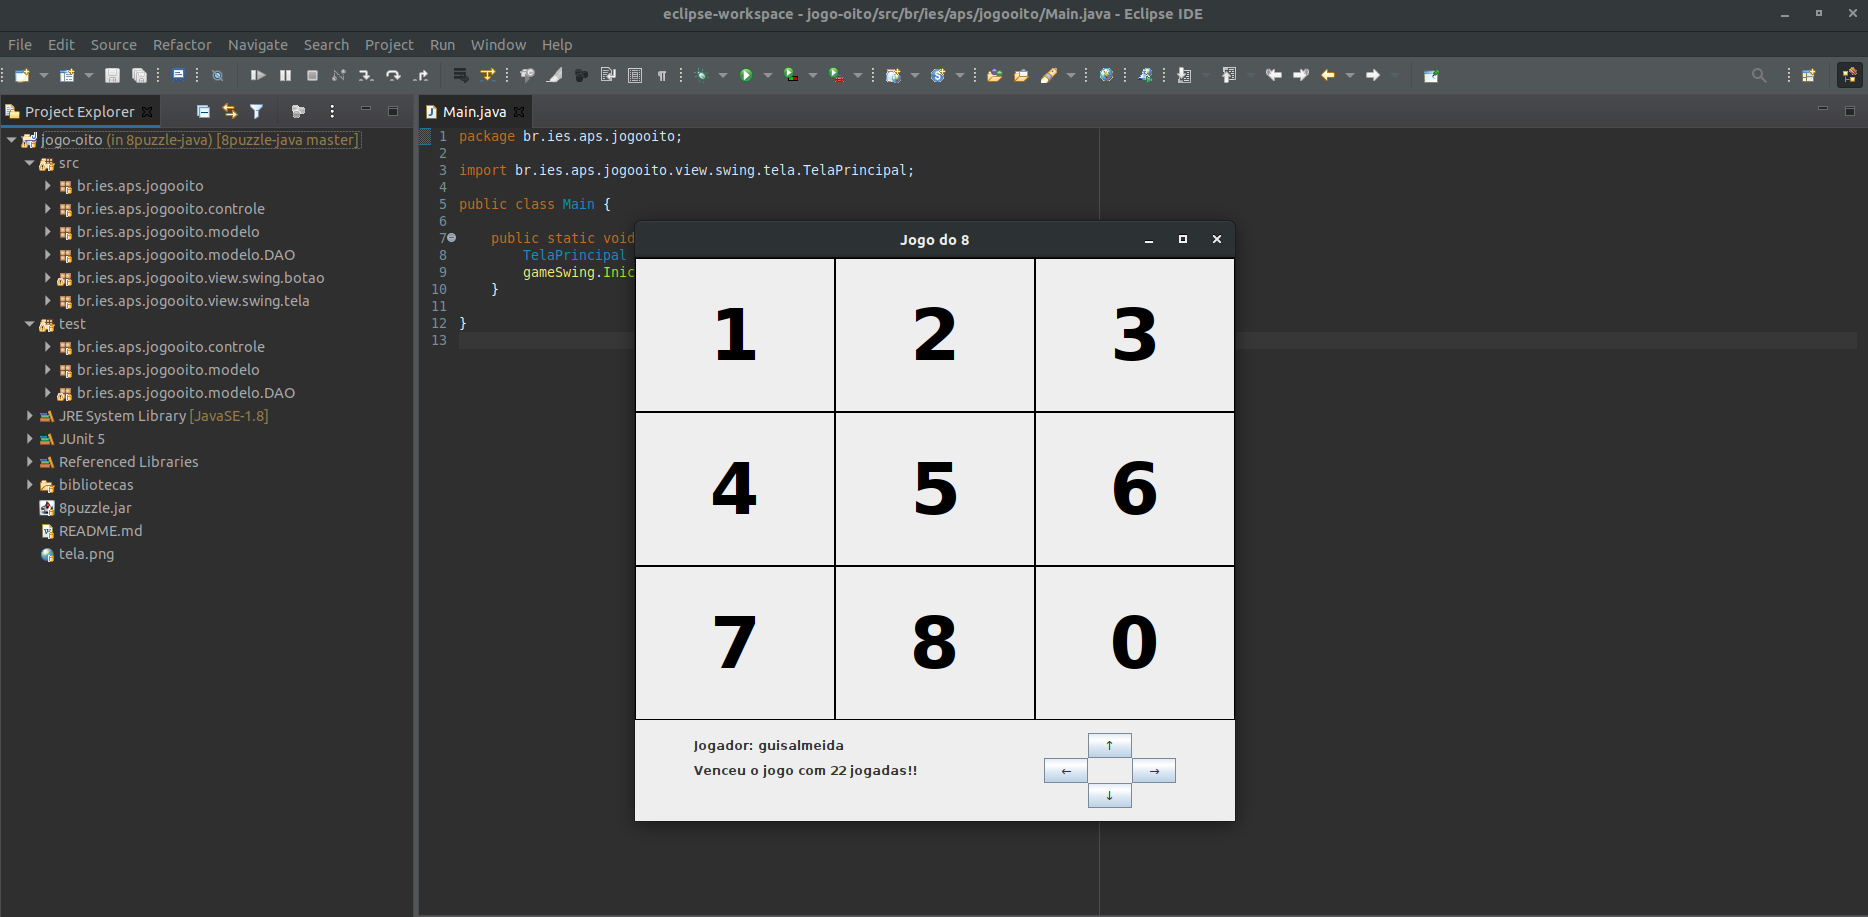 eclipse-workspace - jogo-oito/src/br/ies/aps/jogooito/Main.java - Eclipse IDE
File Edit Source Refactor Navigate Search Project Run Window Help
Project Explorer
jogo-oito (in 8puzzle-java) [8puzzle-java master]
src
br.ies.aps.jogooito
br.ies.aps.jogooito.controle
br.ies.aps.jogooito.modelo
br.ies.aps.jogooito.modelo.DAO
br.ies.aps.jogooito.view.swing.botao
br.ies.aps.jogooito.view.swing.tela
test
br.ies.aps.jogooito.controle
br.ies.aps.jogooito.modelo
br.ies.aps.jogooito.modelo.DAO
JRE System Library [JavaSE-1.8]
JUnit 5
Referenced Libraries
bibliotecas
8puzzle.jar
README.md
tela.png
Main.java
1 package br.ies.aps.jogooito;
2
3 import br.ies.aps.jogooito.view.swing.tela.TelaPrincipal;
4
5 public class Main {
6
7 public static void
8 TelaPrincipal
9 gameSwing.Inic
10 }
11
12 }
13
Jogo do 8
1 2 3
4 5 6
7 8 0
Jogador: guisalmeida
Venceu o jogo com 22 jogadas!!
↑
← →
↓